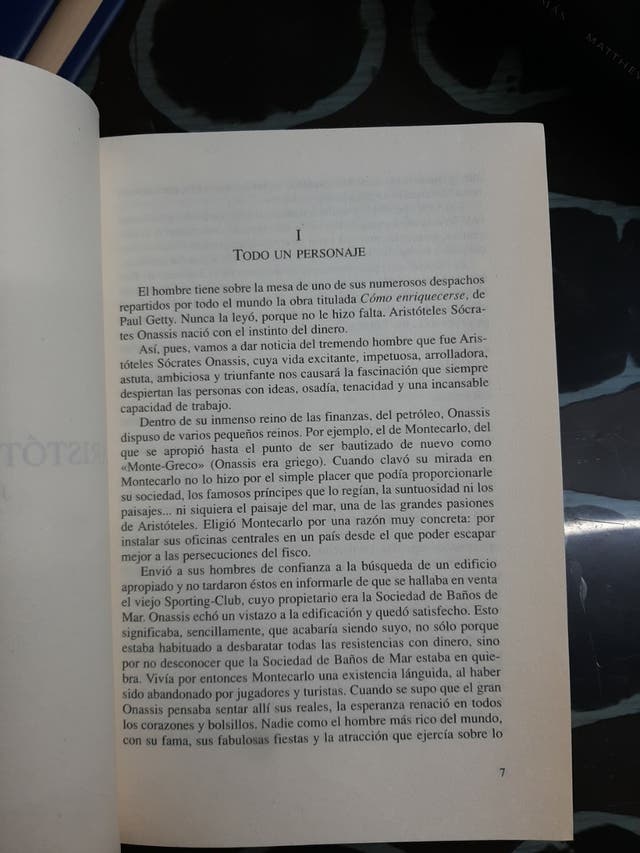 MATTHEW
I
TODO UN PERSONAJE
El hombre tiene sobre la mesa de uno de sus numerosos despachos
repartidos por todo el mundo la obra titulada Cómo enriquecerse, de
Paul Getty. Nunca la leyó, porque no le hizo falta. Aristóteles Sócra-
tes Onassis nació con el instinto del dinero.
Así, pues, vamos a dar noticia del tremendo hombre que fue Aris-
tóteles Sócrates Onassis, cuya vida excitante, impetuosa, arrolladora,
astuta, ambiciosa y triunfante nos causará la fascinación que siempre
despiertan las personas con ideas, osadía, tenacidad y una incansable
capacidad de trabajo.
Dentro de su inmenso reino de las finanzas, del petróleo, Onassis
dispuso de varios pequeños reinos. Por ejemplo, el de Montecarlo, del
que se apropió hasta el punto de ser bautizado de nuevo como
«Monte-Greco» (Onassis era griego). Cuando clavó su mirada en
Montecarlo no lo hizo por el simple placer que podía proporcionarle
su sociedad, los famosos príncipes que lo regían, la suntuosidad ni los
paisajes... ni siquiera el paisaje del mar, una de las grandes pasiones
de Aristóteles. Eligió Montecarlo por una razón muy concreta: por
instalar sus oficinas centrales en un país desde el que poder escapar
mejor a las persecuciones del fisco.
Envió a sus hombres de confianza a la búsqueda de un edificio
apropiado y no tardaron éstos en informarle de que se hallaba en venta
el viejo Sporting-Club, cuyo propietario era la Sociedad de Baños de
Mar. Onassis echó un vistazo a la edificación y quedó satisfecho. Esto
significaba, sencillamente, que acabaría siendo suyo, no sólo porque
estaba habituado a desbaratar todas las resistencias con dinero, sino
por no desconocer que la Sociedad de Baños de Mar estaba en quie-
bra. Vivía por entonces Montecarlo una existencia lánguida, al haber
sido abandonado por jugadores y turistas. Cuando se supo que el gran
Onassis pensaba sentar allí sus reales, la esperanza renació en todos
los corazones y bolsillos. Nadie como el hombre más rico del mundo,
con su fama, sus fabulosas fiestas y la atracción que ejercía sobre lo
7